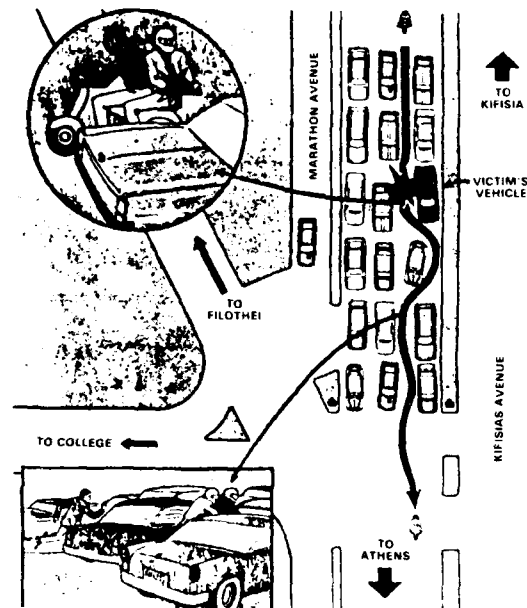 MARATHON AVENUE
TO
KIFISIA
VICTIM'S
VEHICLE
TO
FILOTHEI
TO COLLEGE
KIFISIAS AVENUE
TO
ATHENS